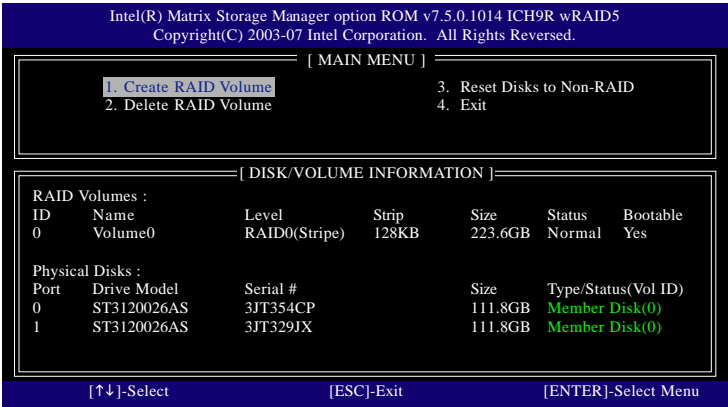 Intel(R) Matrix Storage Manager option ROM v7.5.0.1014 ICH9R wRAID5
Copyright(C) 2003-07 Intel Corporation. All Rights Reversed.
[ MAIN MENU ]
1. Create RAID Volume 3. Reset Disks to Non-RAID
2. Delete RAID Volume 4. Exit
[ DISK/VOLUME INFORMATION ]
RAID Volumes :
ID Name Level Strip Size Status Bootable
0 Volume0 RAID0(Stripe) 128KB 223.6GB Normal Yes
Physical Disks :
Port Drive Model Serial # Size Type/Status(Vol ID)
0 ST3120026AS 3JT354CP 111.8GB Member Disk(0)
1 ST3120026AS 3JT329JX 111.8GB Member Disk(0)
[↑↓]-Select [ESC]-Exit [ENTER]-Select Menu